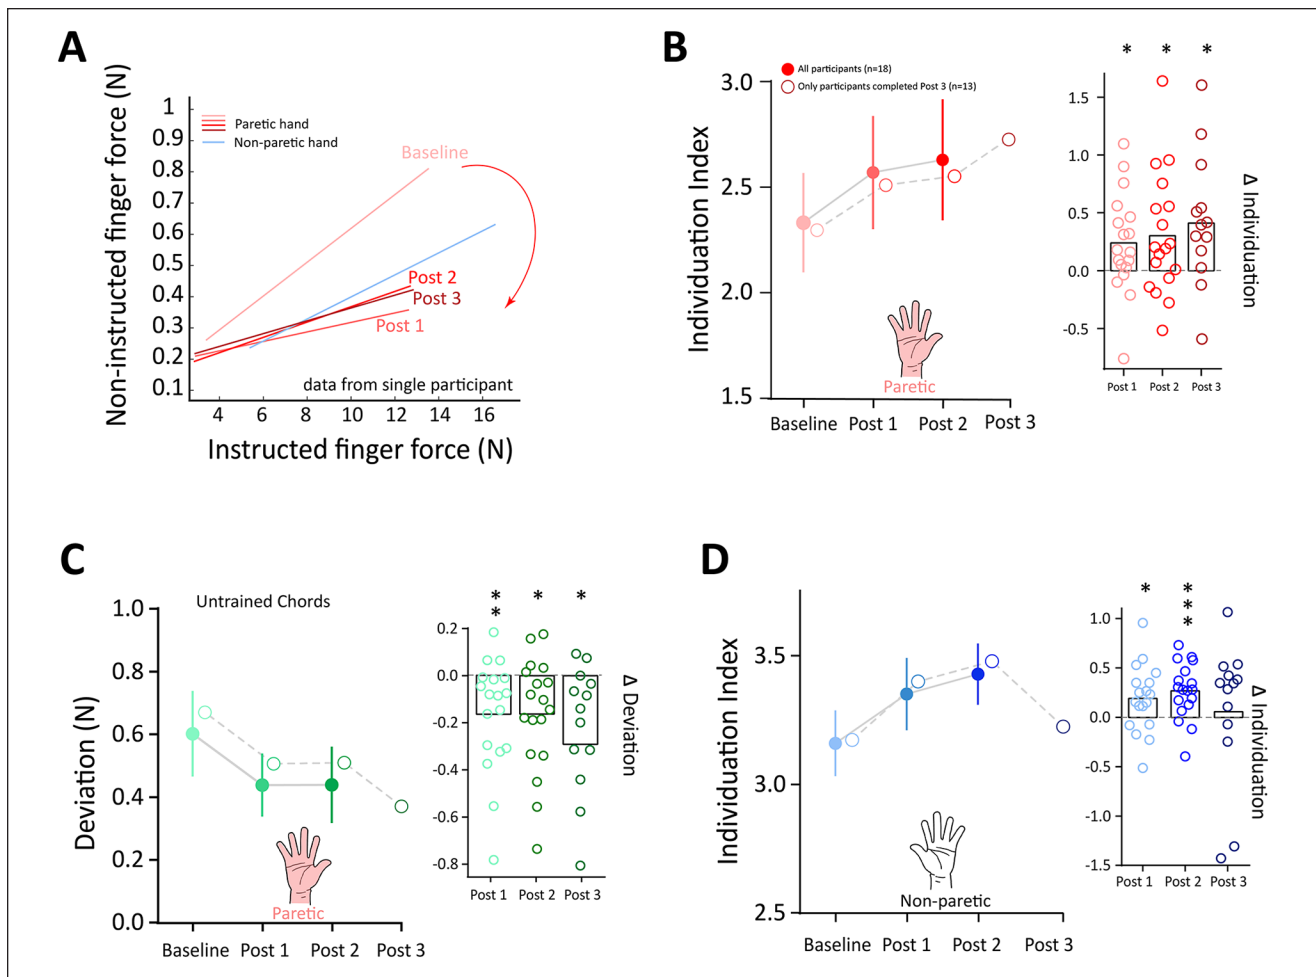 A
Non-instructed finger force (N)
1
0.9
0.8
0.7
0.6
0.5
0.4
0.3
0.2
0.1
Paretic hand
Non-paretic hand
Baseline
Post 2
Post 3
Post 1
data from single participant
4
6
8
10
12
14
16
Instructed finger force (N)
B
Individuation Index
3.0
2.5
2.0
1.5
All participants (n=18)
Only participants completed Post 3 (n=13)
Paretic
Baseline
Post 1
Post 2
Post 3
* * *
1.5
1.0
0.5
0.0
-0.5
Post 1
Post 2
Post 3
Δ Individuation
C
Deviation (N)
Untrained Chords
1.0
0.8
0.6
0.4
0.2
0.0
Paretic
Baseline
Post 1
Post 2
Post 3
* * *
*
0.2
0.0
-0.2
-0.4
-0.6
-0.8
Post 1
Post 2
Post 3
Δ Deviation
D
Individuation Index
3.5
3.0
2.5
Non-paretic
Baseline
Post 1
Post 2
Post 3
* *
*
*
1.0
0.5
0.0
-0.5
-1.0
-1.5
Post 1
Post 2
Post 3
Δ Individuation